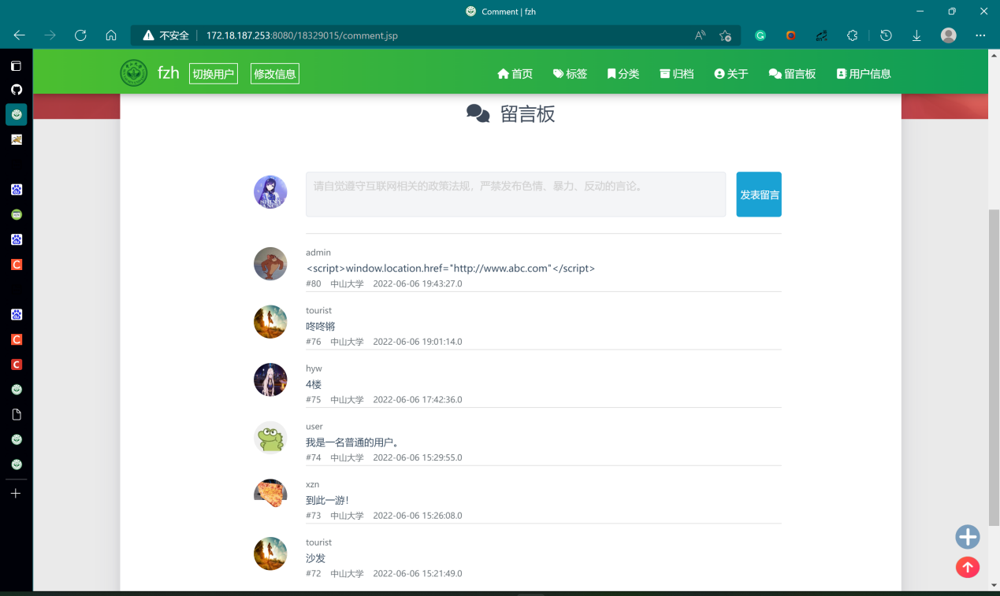 Comment | fzh
不安全 172.18.187.253:8080/18329015/comment.jsp
fzh 切换用户 修改信息 首页 标签 分类 归档 关于 留言板 用户信息
留言板
请自觉遵守互联网相关的政策法规，严禁发布色情、暴力、反动的言论。
发表留言
admin
<script>window.location.href="http://www.abc.com"</script>
#80 中山大学 2022-06-06 19:43:27.0
tourist
咚咚锵
#76 中山大学 2022-06-06 19:01:14.0
hyw
4楼
#75 中山大学 2022-06-06 17:42:36.0
user
我是一名普通的用户。
#74 中山大学 2022-06-06 15:29:55.0
xzn
到此一游！
#73 中山大学 2022-06-06 15:26:08.0
tourist
沙发
#72 中山大学 2022-06-06 15:21:49.0